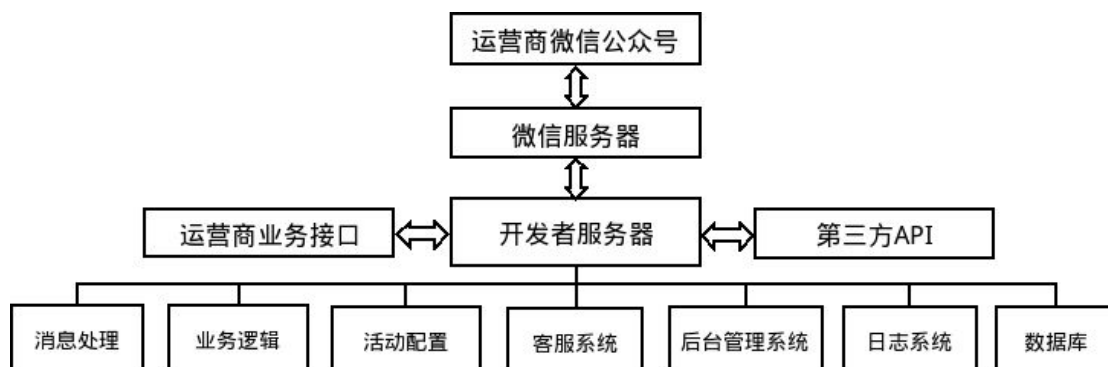 运营商微信公众号
微信服务器
运营商业务接口
开发者服务器
第三方API
消息处理
业务逻辑
活动配置
客服系统
后台管理系统
日志系统
数据库